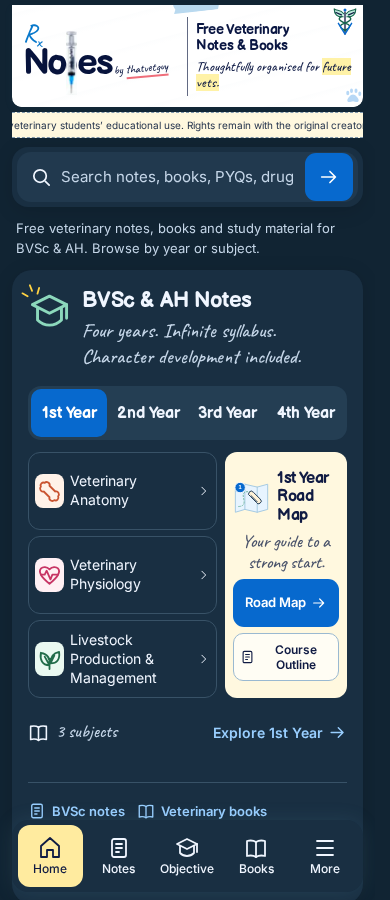 Rx
Notes by thatvetguy
Free Veterinary
Notes & Books
Thoughtfully organised for future
vets.
eterinary students' educational use. Rights remain with the original creato
Search notes, books, PYQs, drug
Free veterinary notes, books and study material for
BVSc & AH. Browse by year or subject.
BVSc & AH Notes
Four years. Infinite syllabus.
Character development included.
1st Year
2nd Year
3rd Year
4th Year
Veterinary
Anatomy
Veterinary
Physiology
Livestock
Production &
Management
1
1st Year
Road
Map
Your guide to a
strong start.
Road Map
Course
Outline
3 subjects
Explore 1st Year
BVSc notes
Veterinary books
Home
Notes
Objective
Books
More